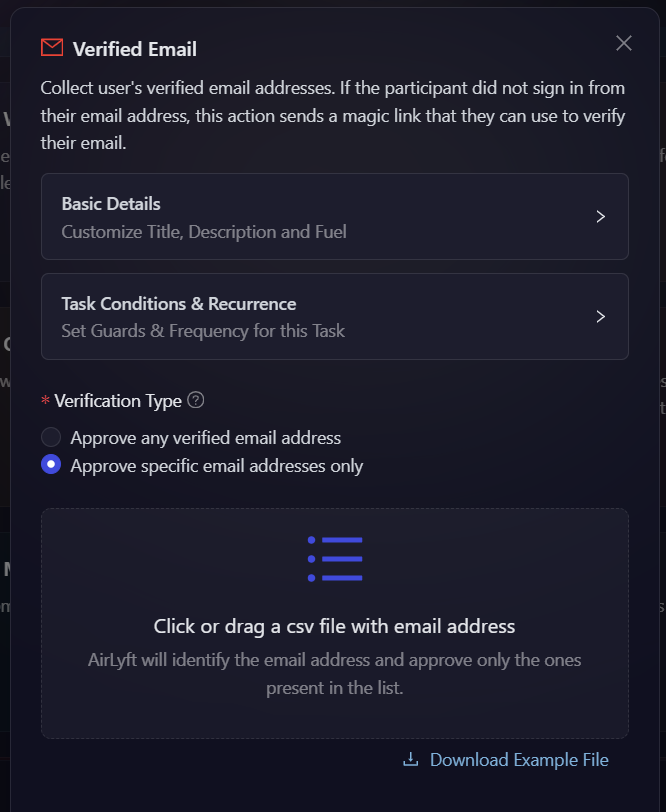 Verified Email
Collect user's verified email addresses. If the participant did not sign in from
their email address, this action sends a magic link that they can use to verify
their email.
Basic Details
Customize Title, Description and Fuel
Task Conditions & Recurrence
Set Guards & Frequency for this Task
* Verification Type ?
Approve any verified email address
Approve specific email addresses only
Click or drag a csv file with email address
AirLyft will identify the email address and approve only the ones
present in the list.
Download Example File